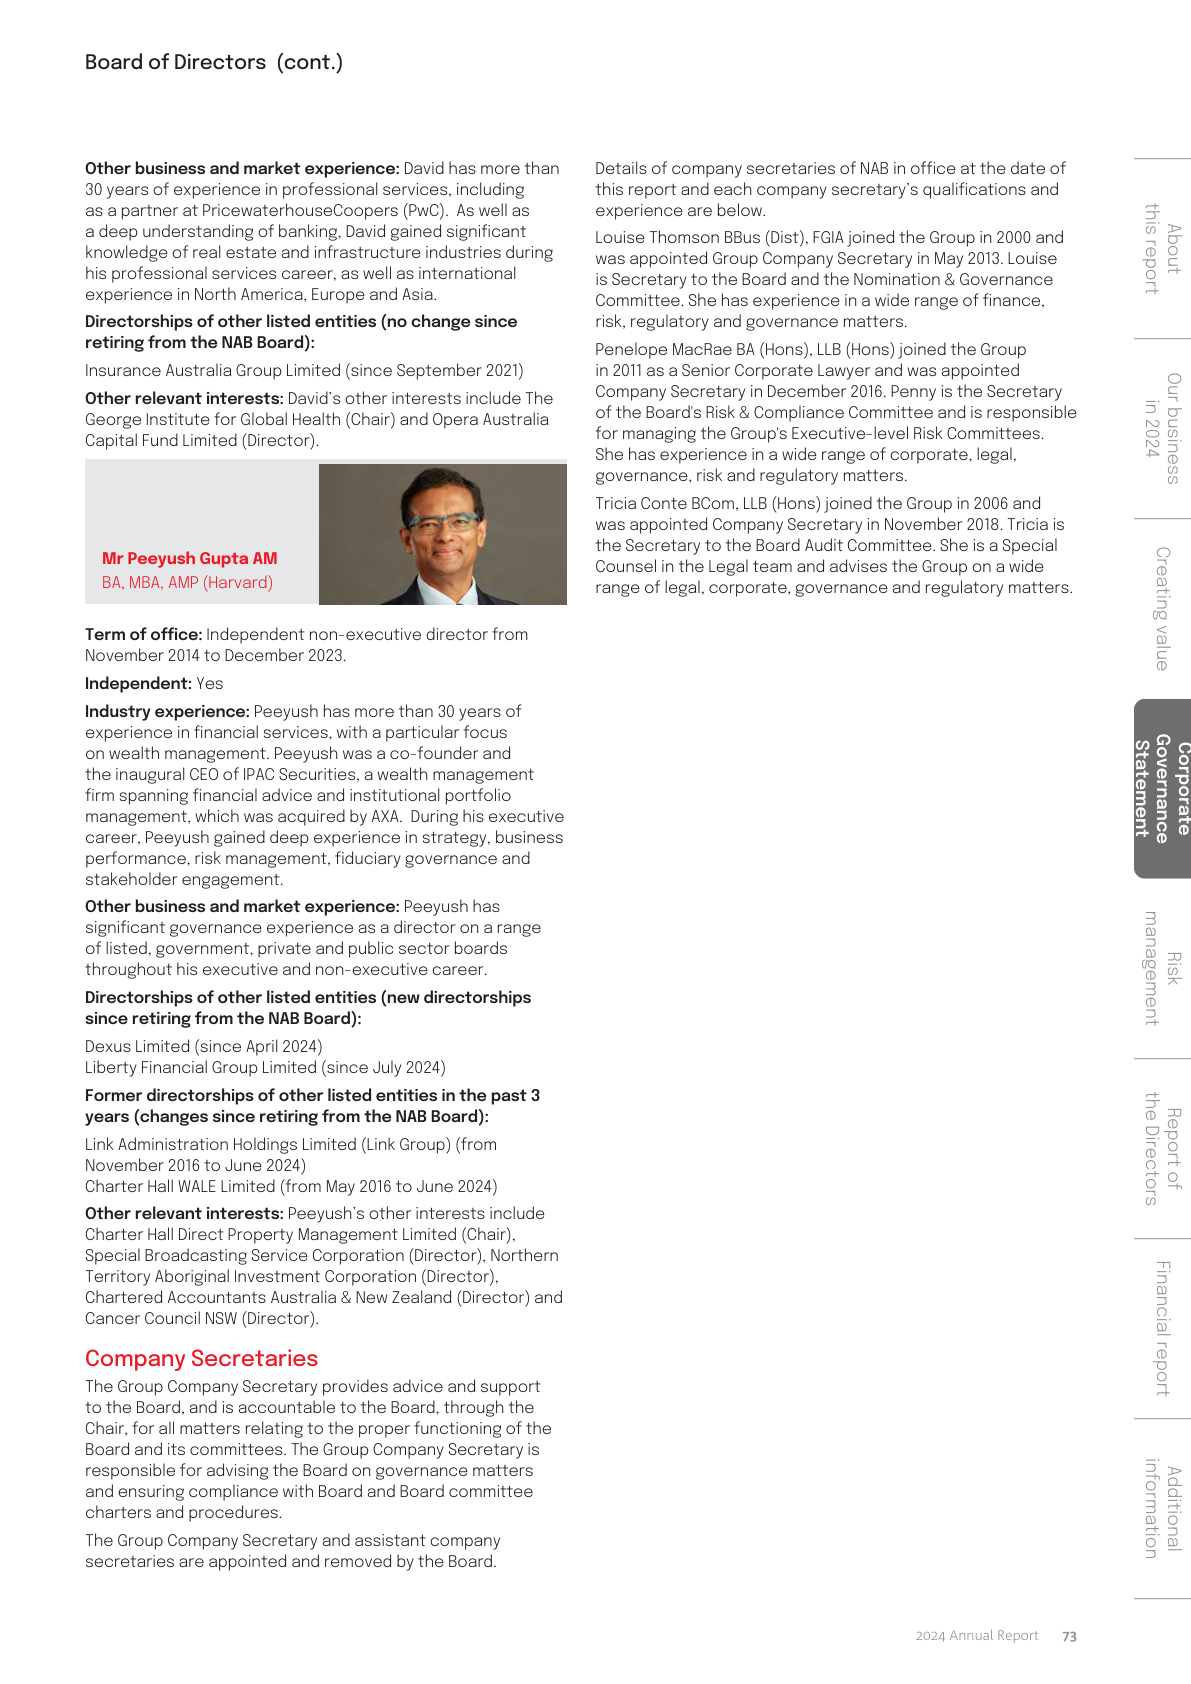 Board of Directors (cont.)
Other business and market experience: David has more than
30 years of experience in professional services, including
as a partner at PricewaterhouseCoopers (PwC). As well as
a deep understanding of banking, David gained significant
knowledge of real estate and infrastructure industries during
his professional services career, as well as international
experience in North America, Europe and Asia.
Directorships of other listed entities (no change since
retiring from the NAB Board):
Insurance Australia Group Limited (since September 2021)
Other relevant interests: David’s other interests include The
George Institute for Global Health (Chair) and Opera Australia
Capital Fund Limited (Director).
Mr Peeyush Gupta AM
BA, MBA, AMP (Harvard)
Term of office: Independent non-executive director from
November 2014 to December 2023.
Independent: Yes
Industry experience: Peeyush has more than 30 years of
experience in financial services, with a particular focus
on wealth management. Peeyush was a co-founder and
the inaugural CEO of IPAC Securities, a wealth management
firm spanning financial advice and institutional portfolio
management, which was acquired by AXA. During his executive
career, Peeyush gained deep experience in strategy, business
performance, risk management, fiduciary governance and
stakeholder engagement.
Other business and market experience: Peeyush has
significant governance experience as a director on a range
of listed, government, private and public sector boards
throughout his executive and non-executive career.
Directorships of other listed entities (new directorships
since retiring from the NAB Board):
Dexus Limited (since April 2024)
Liberty Financial Group Limited (since July 2024)
Former directorships of other listed entities in the past 3
years (changes since retiring from the NAB Board):
Link Administration Holdings Limited (Link Group) (from
November 2016 to June 2024)
Charter Hall WALE Limited (from May 2016 to June 2024)
Other relevant interests: Peeyush’s other interests include
Charter Hall Direct Property Management Limited (Chair),
Special Broadcasting Service Corporation (Director), Northern
Territory Aboriginal Investment Corporation (Director),
Chartered Accountants Australia & New Zealand (Director) and
Cancer Council NSW (Director).
Company Secretaries
The Group Company Secretary provides advice and support
to the Board, and is accountable to the Board, through the
Chair, for all matters relating to the proper functioning of the
Board and its committees. The Group Company Secretary is
responsible for advising the Board on governance matters
and ensuring compliance with Board and Board committee
charters and procedures.
The Group Company Secretary and assistant company
secretaries are appointed and removed by the Board.
Details of company secretaries of NAB in office at the date of
this report and each company secretary’s qualifications and
experience are below.
Louise Thomson BBus (Dist), FGIA joined the Group in 2000 and
was appointed Group Company Secretary in May 2013. Louise
is Secretary to the Board and the Nomination & Governance
Committee. She has experience in a wide range of finance,
risk, regulatory and governance matters.
Penelope MacRae BA (Hons), LLB (Hons) joined the Group
in 2011 as a Senior Corporate Lawyer and was appointed
Company Secretary in December 2016. Penny is the Secretary
of the Board's Risk & Compliance Committee and is responsible
for managing the Group's Executive-level Risk Committees.
She has experience in a wide range of corporate, legal,
governance, risk and regulatory matters.
Tricia Conte BCom, LLB (Hons) joined the Group in 2006 and
was appointed Company Secretary in November 2018. Tricia is
the Secretary to the Board Audit Committee. She is a Special
Counsel in the Legal team and advises the Group on a wide
range of legal, corporate, governance and regulatory matters.
About
this report
Our business
in 2024
Creating value
Corporate
Governance
Statement
Risk
management
Report of
the Directors
Financial report
Additional
information
2024 Annual Report 73